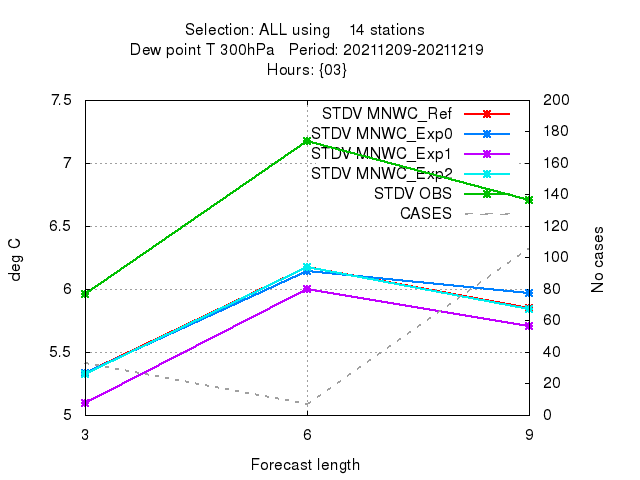 Selection: ALL using    14 stations
Dew point T 300hPa   Period: 20211209-20211219
Hours: {03}
7.5
7
6.5
6
5.5
5
deg C
200
180
160
140
120
100
80
60
40
20
0
No cases
STDV MNWC_Ref
STDV MNWC_Exp0
STDV MNWC_Exp1
STDV MNWC_Exp2
STDV OBS
CASES
3 6 9
Forecast length